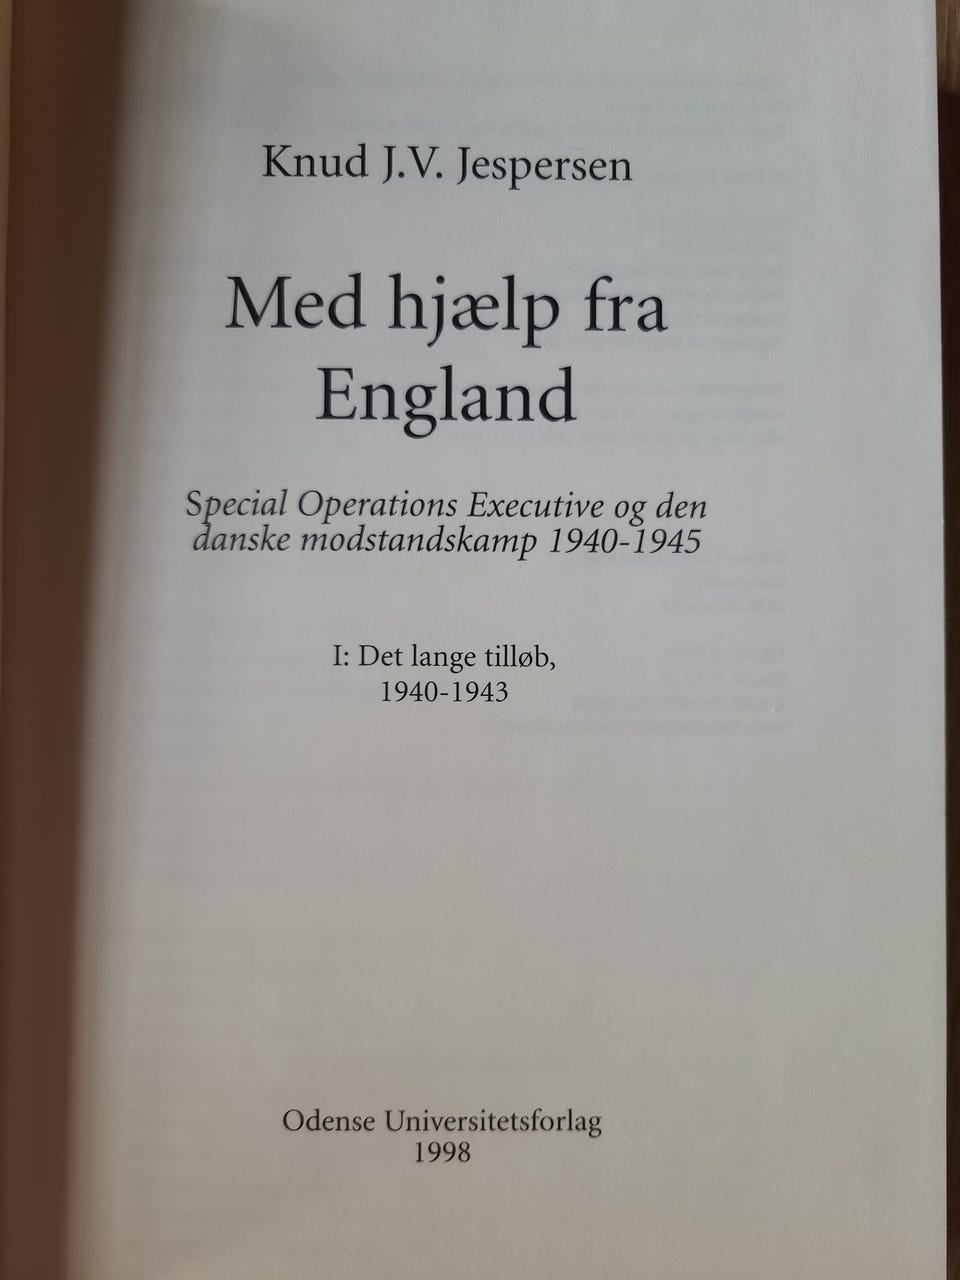 Knud J.V. Jespersen
Med hjælp fra
England
Special Operations Executive og den
danske modstandskamp 1940-1945
I: Det lange tilløb,
1940-1943
Odense Universitetsforlag
1998